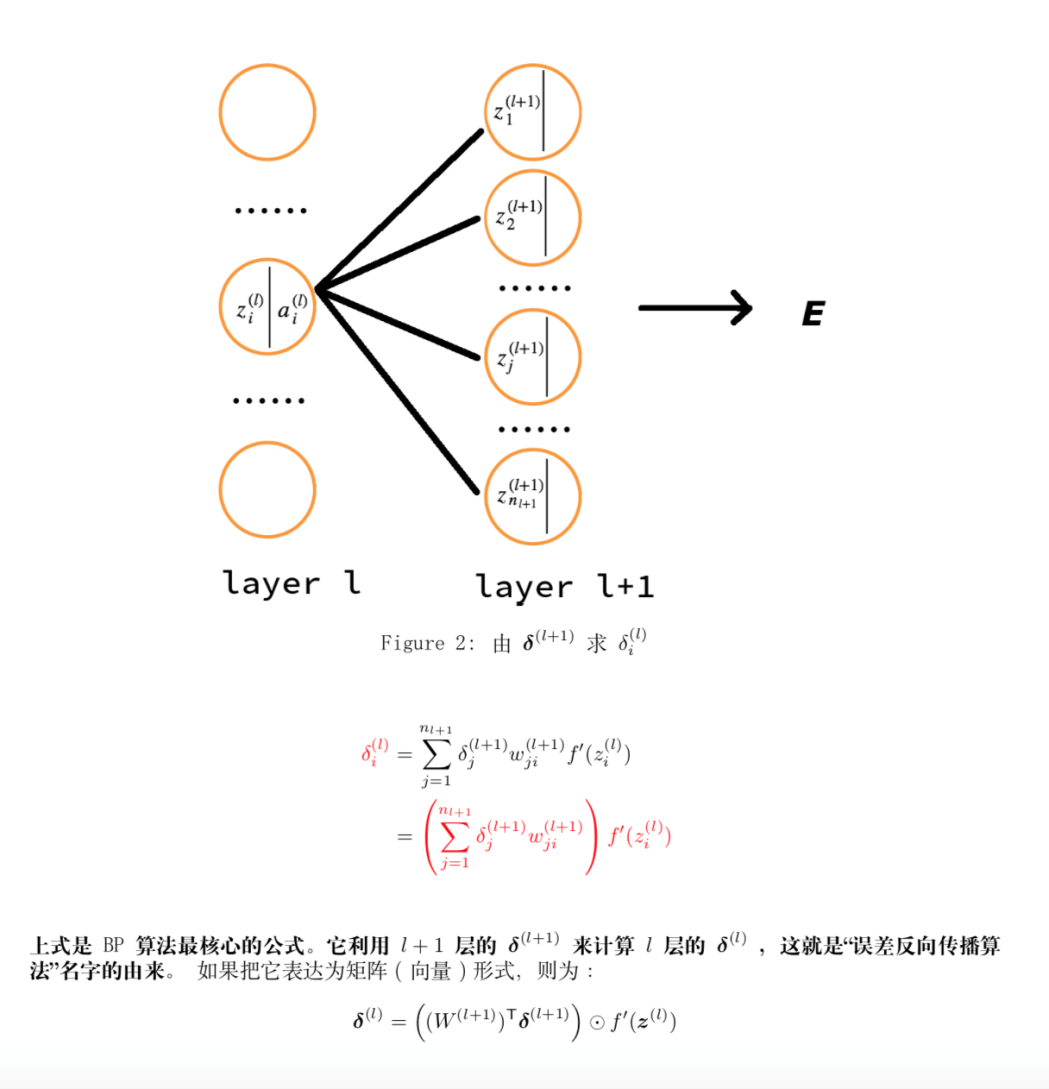 z_1^{(l+1)}
......
z_2^{(l+1)}
......
z_i^{(l)} | a_i^{(l)}
z_j^{(l+1)}
E
......
......
z_{n_{l+1}}^{(l+1)}
layer l
layer l+1
Figure 2: 由 δ^{(l+1)} 求 δ_i^{(l)}
δ_i^{(l)} = \sum_{j=1}^{n_{l+1}} δ_j^{(l+1)} w_{ji}^{(l+1)} f′(z_i^{(l)})
= \left( \sum_{j=1}^{n_{l+1}} δ_j^{(l+1)} w_{ji}^{(l+1)} \right) f′(z_i^{(l)})
上式是 BP 算法最核心的公式。它利用 l + 1 层的 δ^{(l+1)} 来计算 l 层的 δ^{(l)} ，这就是“误差反向传播算
法”名字的由来。 如果把它表达为矩阵（向量）形式，则为：
δ^{(l)} = \left( (W^{(l+1)})^T δ^{(l+1)} \right) ⊙ f′(z^{(l)})